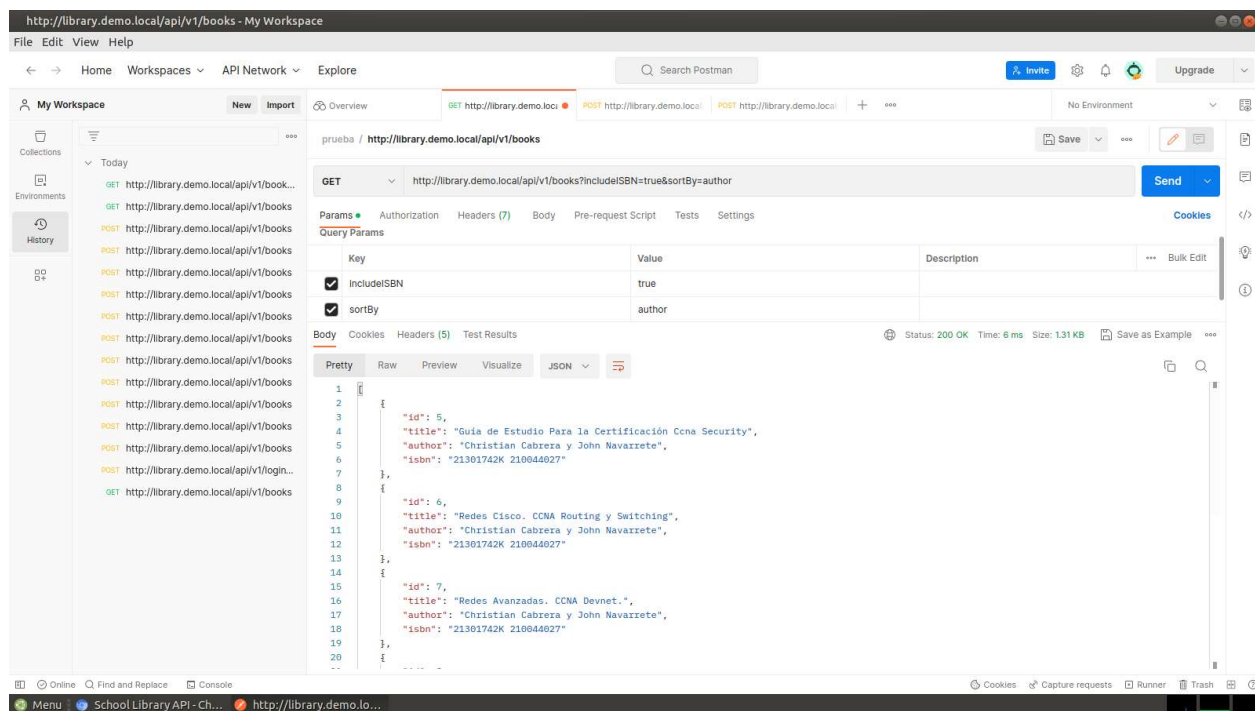 http://library.demo.local/api/v1/books - My Workspace
File Edit View Help
Home Workspaces API Network Explore Search Postman Invite Upgrade
My Workspace New Import Overview GET http://library.demo.loc POST http://library.demo.local POST http://library.demo.local No Environment
Collections
Environments
History
Today
GET http://library.demo.local/api/v1/book...
GET http://library.demo.local/api/v1/books
POST http://library.demo.local/api/v1/books
POST http://library.demo.local/api/v1/books
POST http://library.demo.local/api/v1/books
POST http://library.demo.local/api/v1/books
POST http://library.demo.local/api/v1/books
POST http://library.demo.local/api/v1/books
POST http://library.demo.local/api/v1/books
POST http://library.demo.local/api/v1/books
POST http://library.demo.local/api/v1/books
POST http://library.demo.local/api/v1/books
POST http://library.demo.local/api/v1/books
POST http://library.demo.local/api/v1/login...
GET http://library.demo.local/api/v1/books
prueba / http://library.demo.local/api/v1/books Save
GET http://library.demo.local/api/v1/books?includeISBN=true&sortBy=author Send
Params Authorization Headers (7) Body Pre-request Script Tests Settings Cookies
Query Params
Key Value Description Bulk Edit
includeISBN true
sortBy author
Body Cookies Headers (5) Test Results Status: 200 OK Time: 6 ms Size: 1.31 KB Save as Example
Pretty Raw Preview Visualize JSON
1 [
2 {
3 "id": 5,
4 "title": "Guía de Estudio Para la Certificación Ccna Security",
5 "author": "Christian Cabrera y John Navarrete",
6 "isbn": "21301742K 210044027"
7 },
8 {
9 "id": 6,
10 "title": "Redes Cisco. CCNA Routing y Switching",
11 "author": "Christian Cabrera y John Navarrete",
12 "isbn": "21301742K 210044027"
13 },
14 {
15 "id": 7,
16 "title": "Redes Avanzadas. CCNA Devnet.",
17 "author": "Christian Cabrera y John Navarrete",
18 "isbn": "21301742K 210044027"
19 },
20 {
Online Find and Replace Console Cookies Capture requests Runner Trash
Menu School Library API - Ch... http://library.demo.lo...